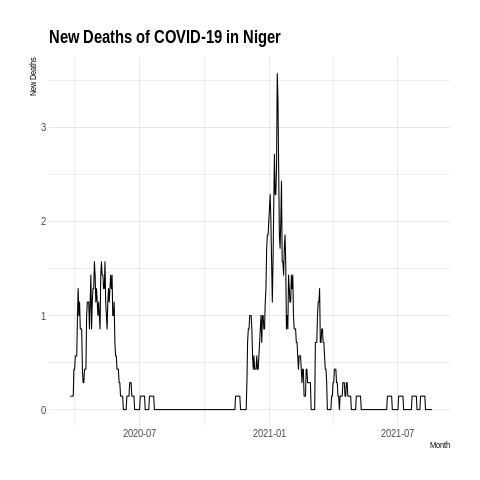 New Deaths of COVID-19 in Niger
New Deaths
3
2
1
0
2020-07
2021-01
2021-07
Month